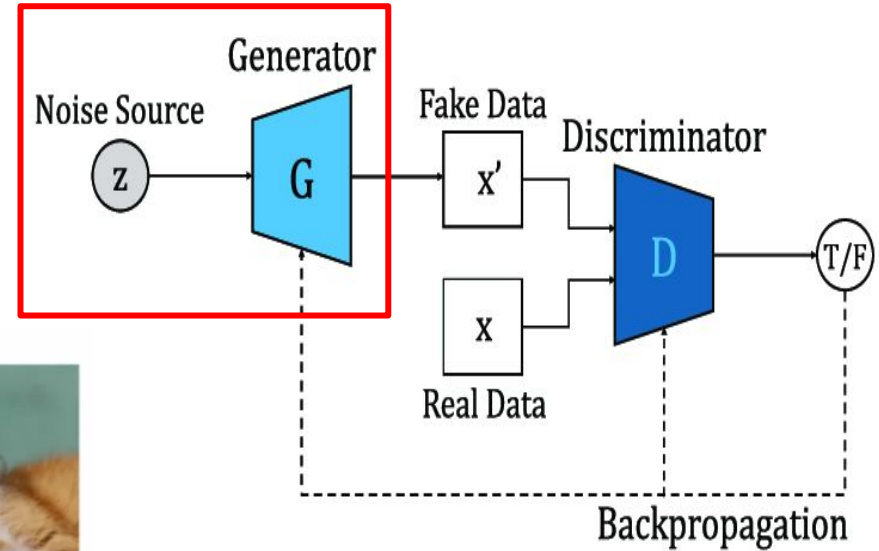 Generator
Noise Source
Fake Data
Discriminator
z
G
x'
D
T/F
x
Real Data
Backpropagation